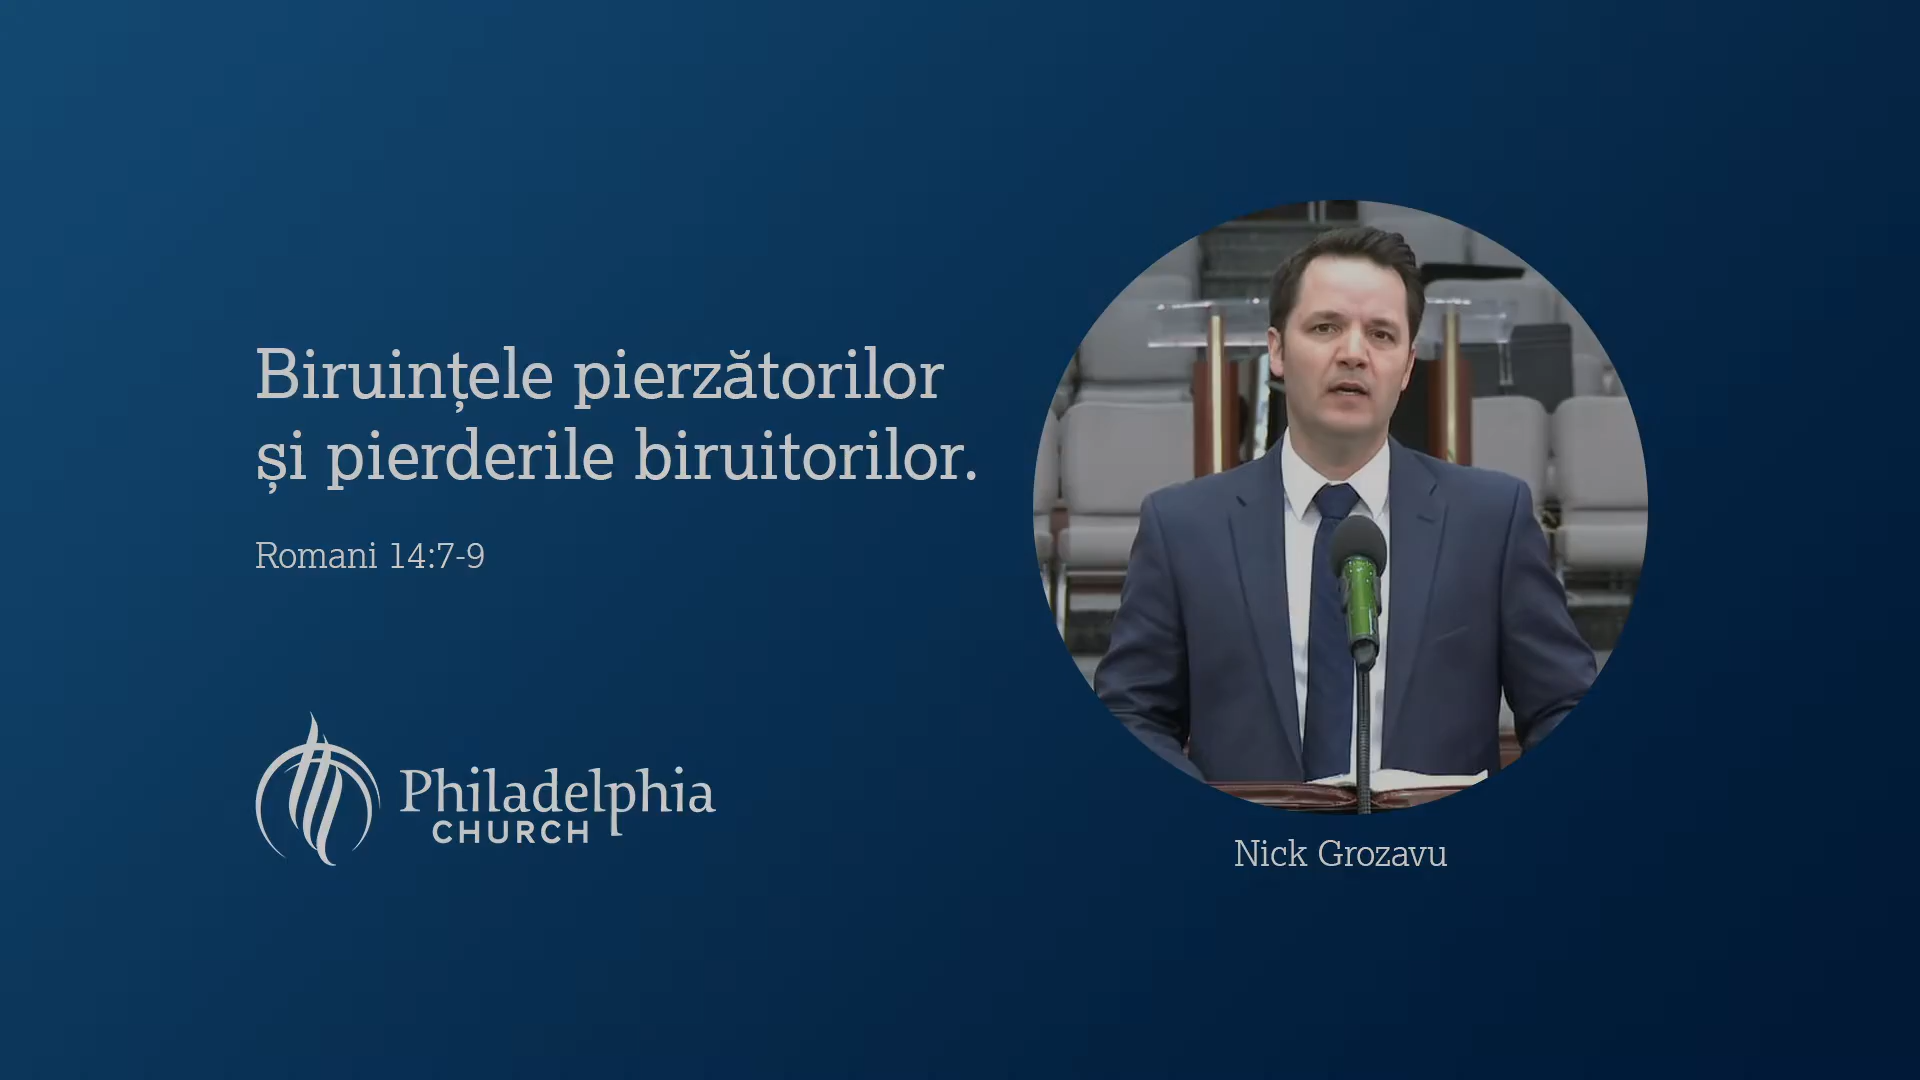 Biruințele pierzătorilor
și pierderile biruitorilor.
Romani 14:7-9
Philadelphia
CHURCH
Nick Grozavu